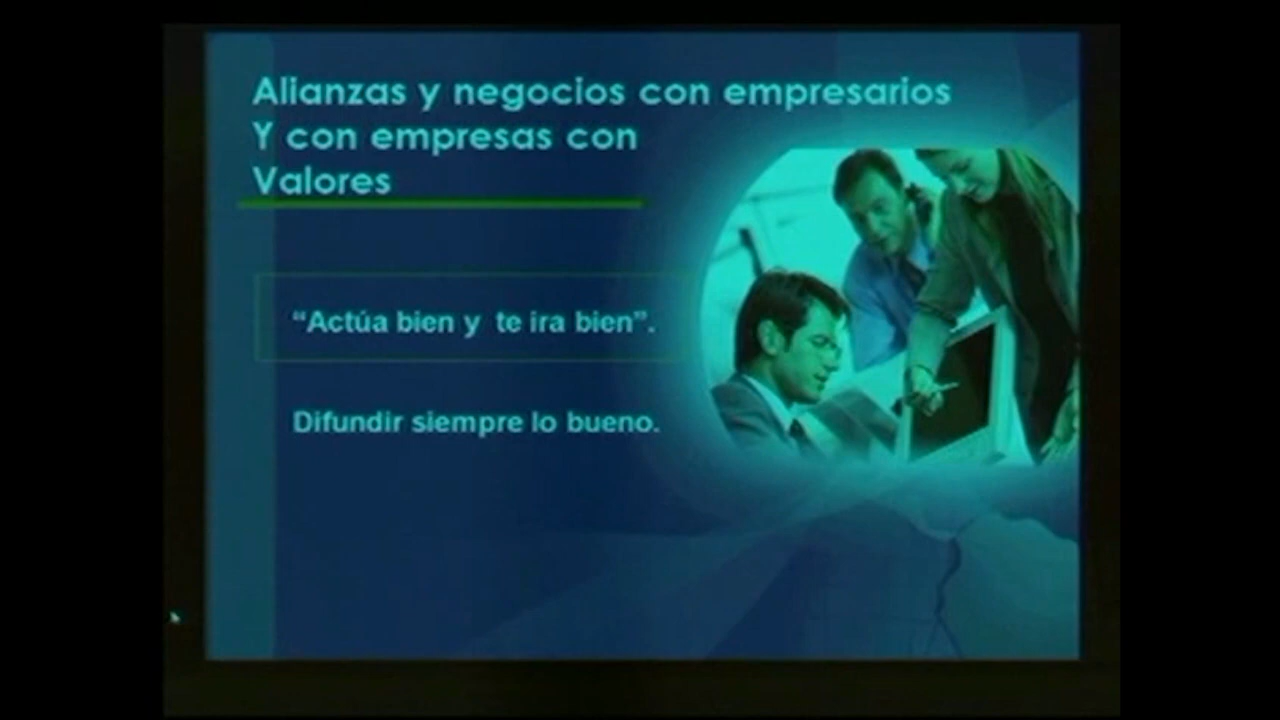 Alianzas y negocios con empresarios
Y con empresas con
Valores
“Actúa bien y te ira bien”.
Difundir siempre lo bueno.